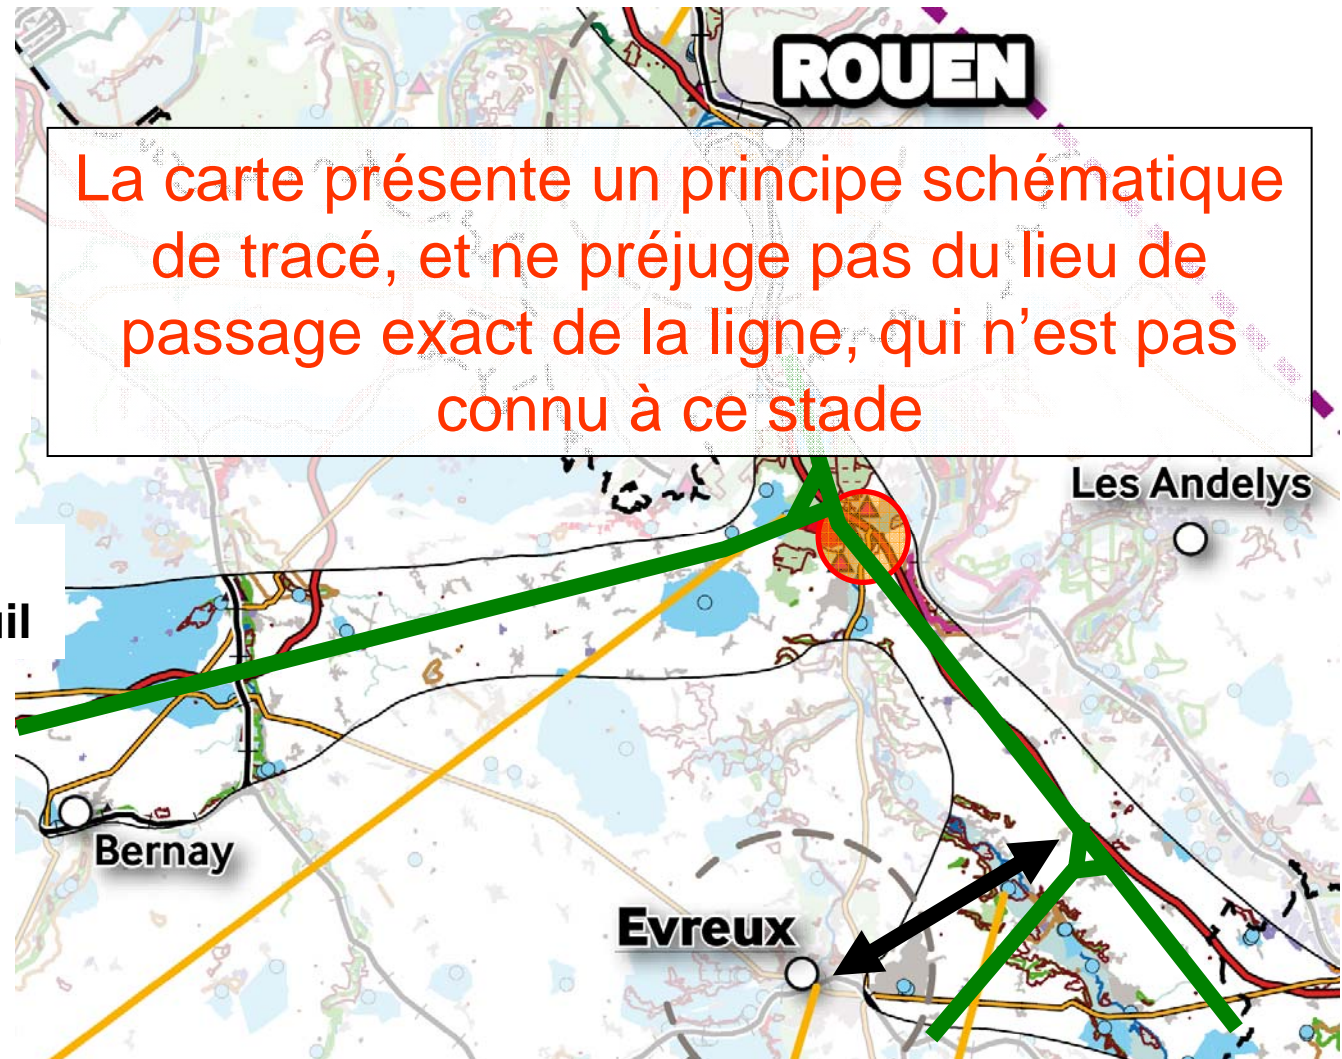 ROUEN
La carte présente un principe schématique
de tracé, et ne préjuge pas du lieu de
passage exact de la ligne, qui n’est pas
connu à ce stade
Les Andelys
Bernay
Evreux